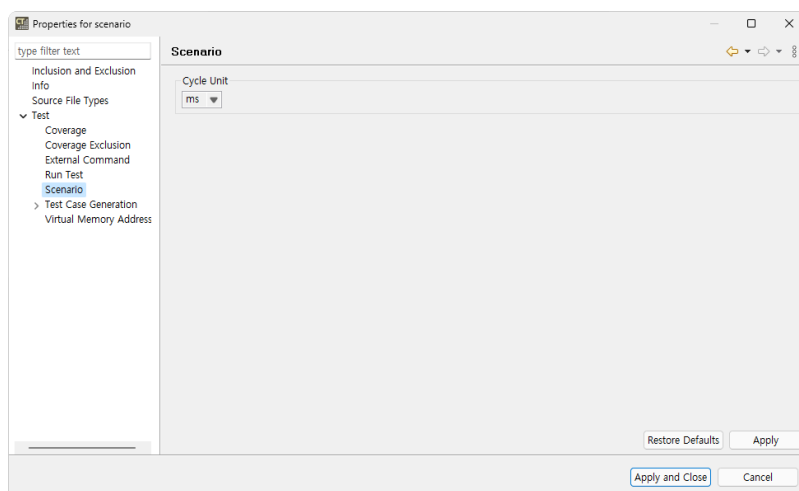 CT
Properties for scenario
type filter text
Inclusion and Exclusion
Info
Source File Types
Test
Coverage
Coverage Exclusion
External Command
Run Test
Scenario
Test Case Generation
Virtual Memory Address
Scenario
Cycle Unit
ms
Restore Defaults
Apply
Apply and Close
Cancel